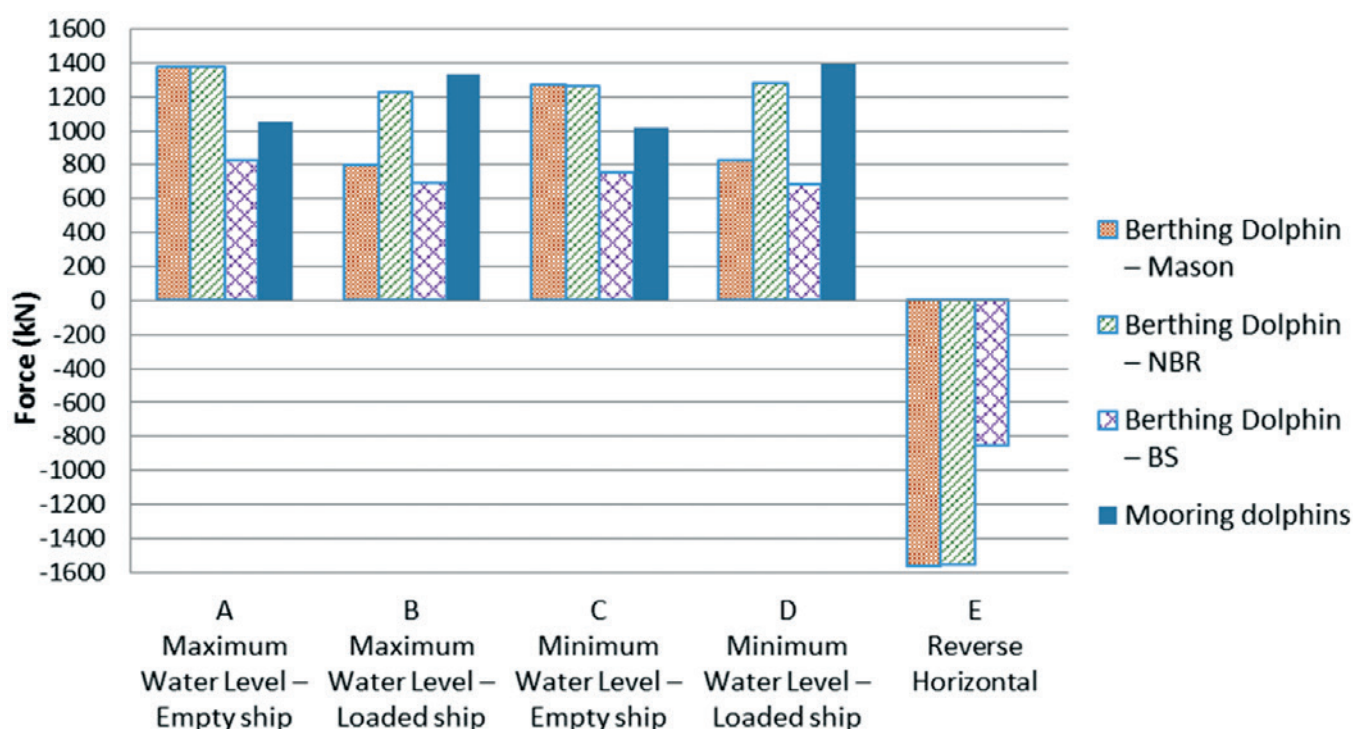 1600
1400
1200
1000
800
600
400
200
0
-200
-400
-600
-800
-1000
-1200
-1400
-1600
Force (kN)
A
Maximum
Water Level –
Empty ship
B
Maximum
Water Level –
Loaded ship
C
Minimum
Water Level –
Empty ship
D
Minimum
Water Level –
Loaded ship
E
Reverse
Horizontal
Berthing Dolphin
– Mason
Berthing Dolphin
– NBR
Berthing Dolphin
– BS
Mooring dolphins